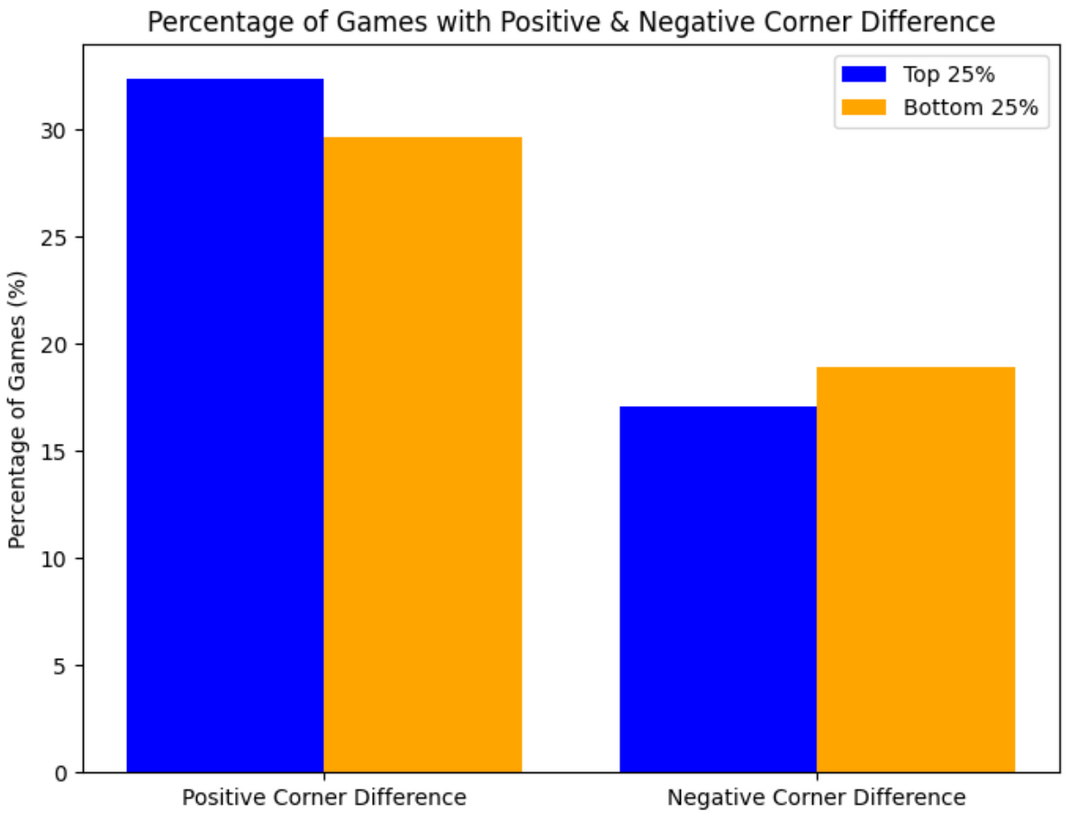 Percentage of Games with Positive & Negative Corner Difference
Top 25%
Bottom 25%
Percentage of Games (%)
30
25
20
15
10
5
0
Positive Corner Difference
Negative Corner Difference